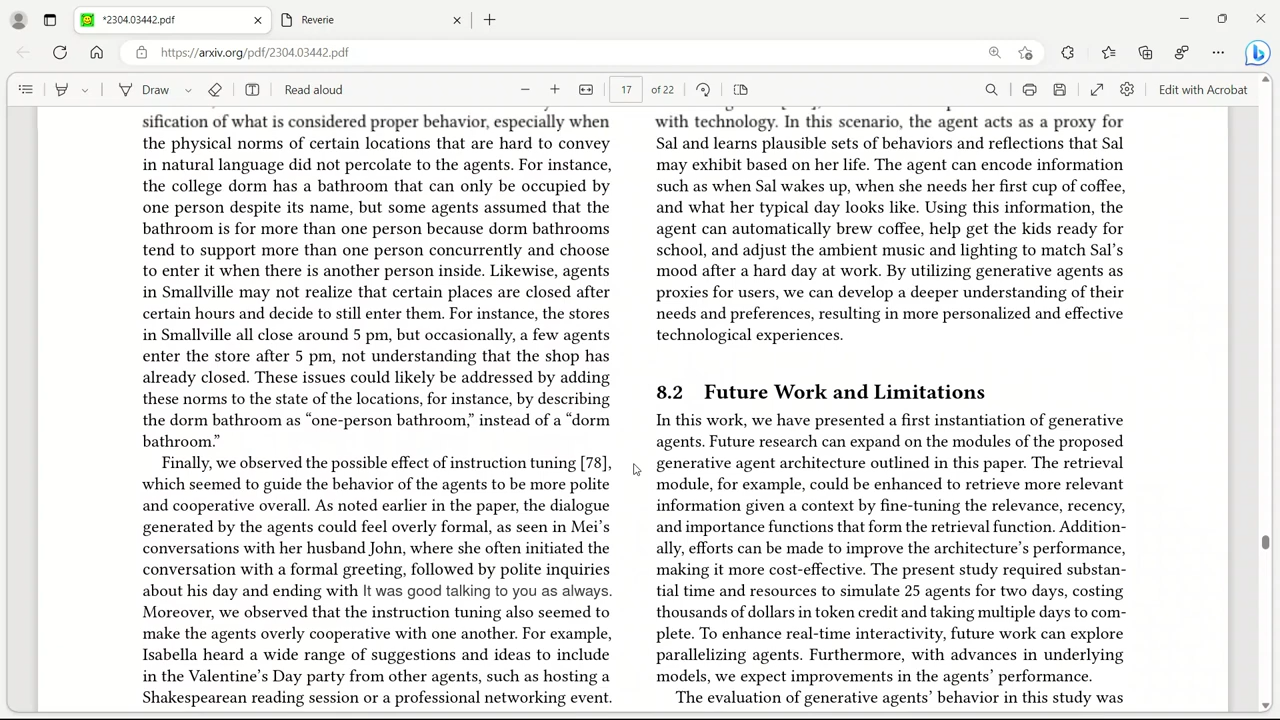 *2304.03442.pdf
Reverie
https://arxiv.org/pdf/2304.03442.pdf
Draw
Read aloud
17 of 22
Edit with Acrobat
sification of what is considered proper behavior, especially when
the physical norms of certain locations that are hard to convey
in natural language did not percolate to the agents. For instance,
the college dorm has a bathroom that can only be occupied by
one person despite its name, but some agents assumed that the
bathroom is for more than one person because dorm bathrooms
tend to support more than one person concurrently and choose
to enter it when there is another person inside. Likewise, agents
in Smallville may not realize that certain places are closed after
certain hours and decide to still enter them. For instance, the stores
in Smallville all close around 5 pm, but occasionally, a few agents
enter the store after 5 pm, not understanding that the shop has
already closed. These issues could likely be addressed by adding
these norms to the state of the locations, for instance, by describing
the dorm bathroom as “one-person bathroom,” instead of a “dorm
bathroom.”
Finally, we observed the possible effect of instruction tuning [78],
which seemed to guide the behavior of the agents to be more polite
and cooperative overall. As noted earlier in the paper, the dialogue
generated by the agents could feel overly formal, as seen in Mei’s
conversations with her husband John, where she often initiated the
conversation with a formal greeting, followed by polite inquiries
about his day and ending with It was good talking to you as always.
Moreover, we observed that the instruction tuning also seemed to
make the agents overly cooperative with one another. For example,
Isabella heard a wide range of suggestions and ideas to include
in the Valentine’s Day party from other agents, such as hosting a
Shakespearean reading session or a professional networking event.
with technology. In this scenario, the agent acts as a proxy for
Sal and learns plausible sets of behaviors and reflections that Sal
may exhibit based on her life. The agent can encode information
such as when Sal wakes up, when she needs her first cup of coffee,
and what her typical day looks like. Using this information, the
agent can automatically brew coffee, help get the kids ready for
school, and adjust the ambient music and lighting to match Sal’s
mood after a hard day at work. By utilizing generative agents as
proxies for users, we can develop a deeper understanding of their
needs and preferences, resulting in more personalized and effective
technological experiences.
8.2 Future Work and Limitations
In this work, we have presented a first instantiation of generative
agents. Future research can expand on the modules of the proposed
generative agent architecture outlined in this paper. The retrieval
module, for example, could be enhanced to retrieve more relevant
information given a context by fine-tuning the relevance, recency,
and importance functions that form the retrieval function. Addition-
ally, efforts can be made to improve the architecture’s performance,
making it more cost-effective. The present study required substan-
tial time and resources to simulate 25 agents for two days, costing
thousands of dollars in token credit and taking multiple days to com-
plete. To enhance real-time interactivity, future work can explore
parallelizing agents. Furthermore, with advances in underlying
models, we expect improvements in the agents’ performance.
The evaluation of generative agents’ behavior in this study was